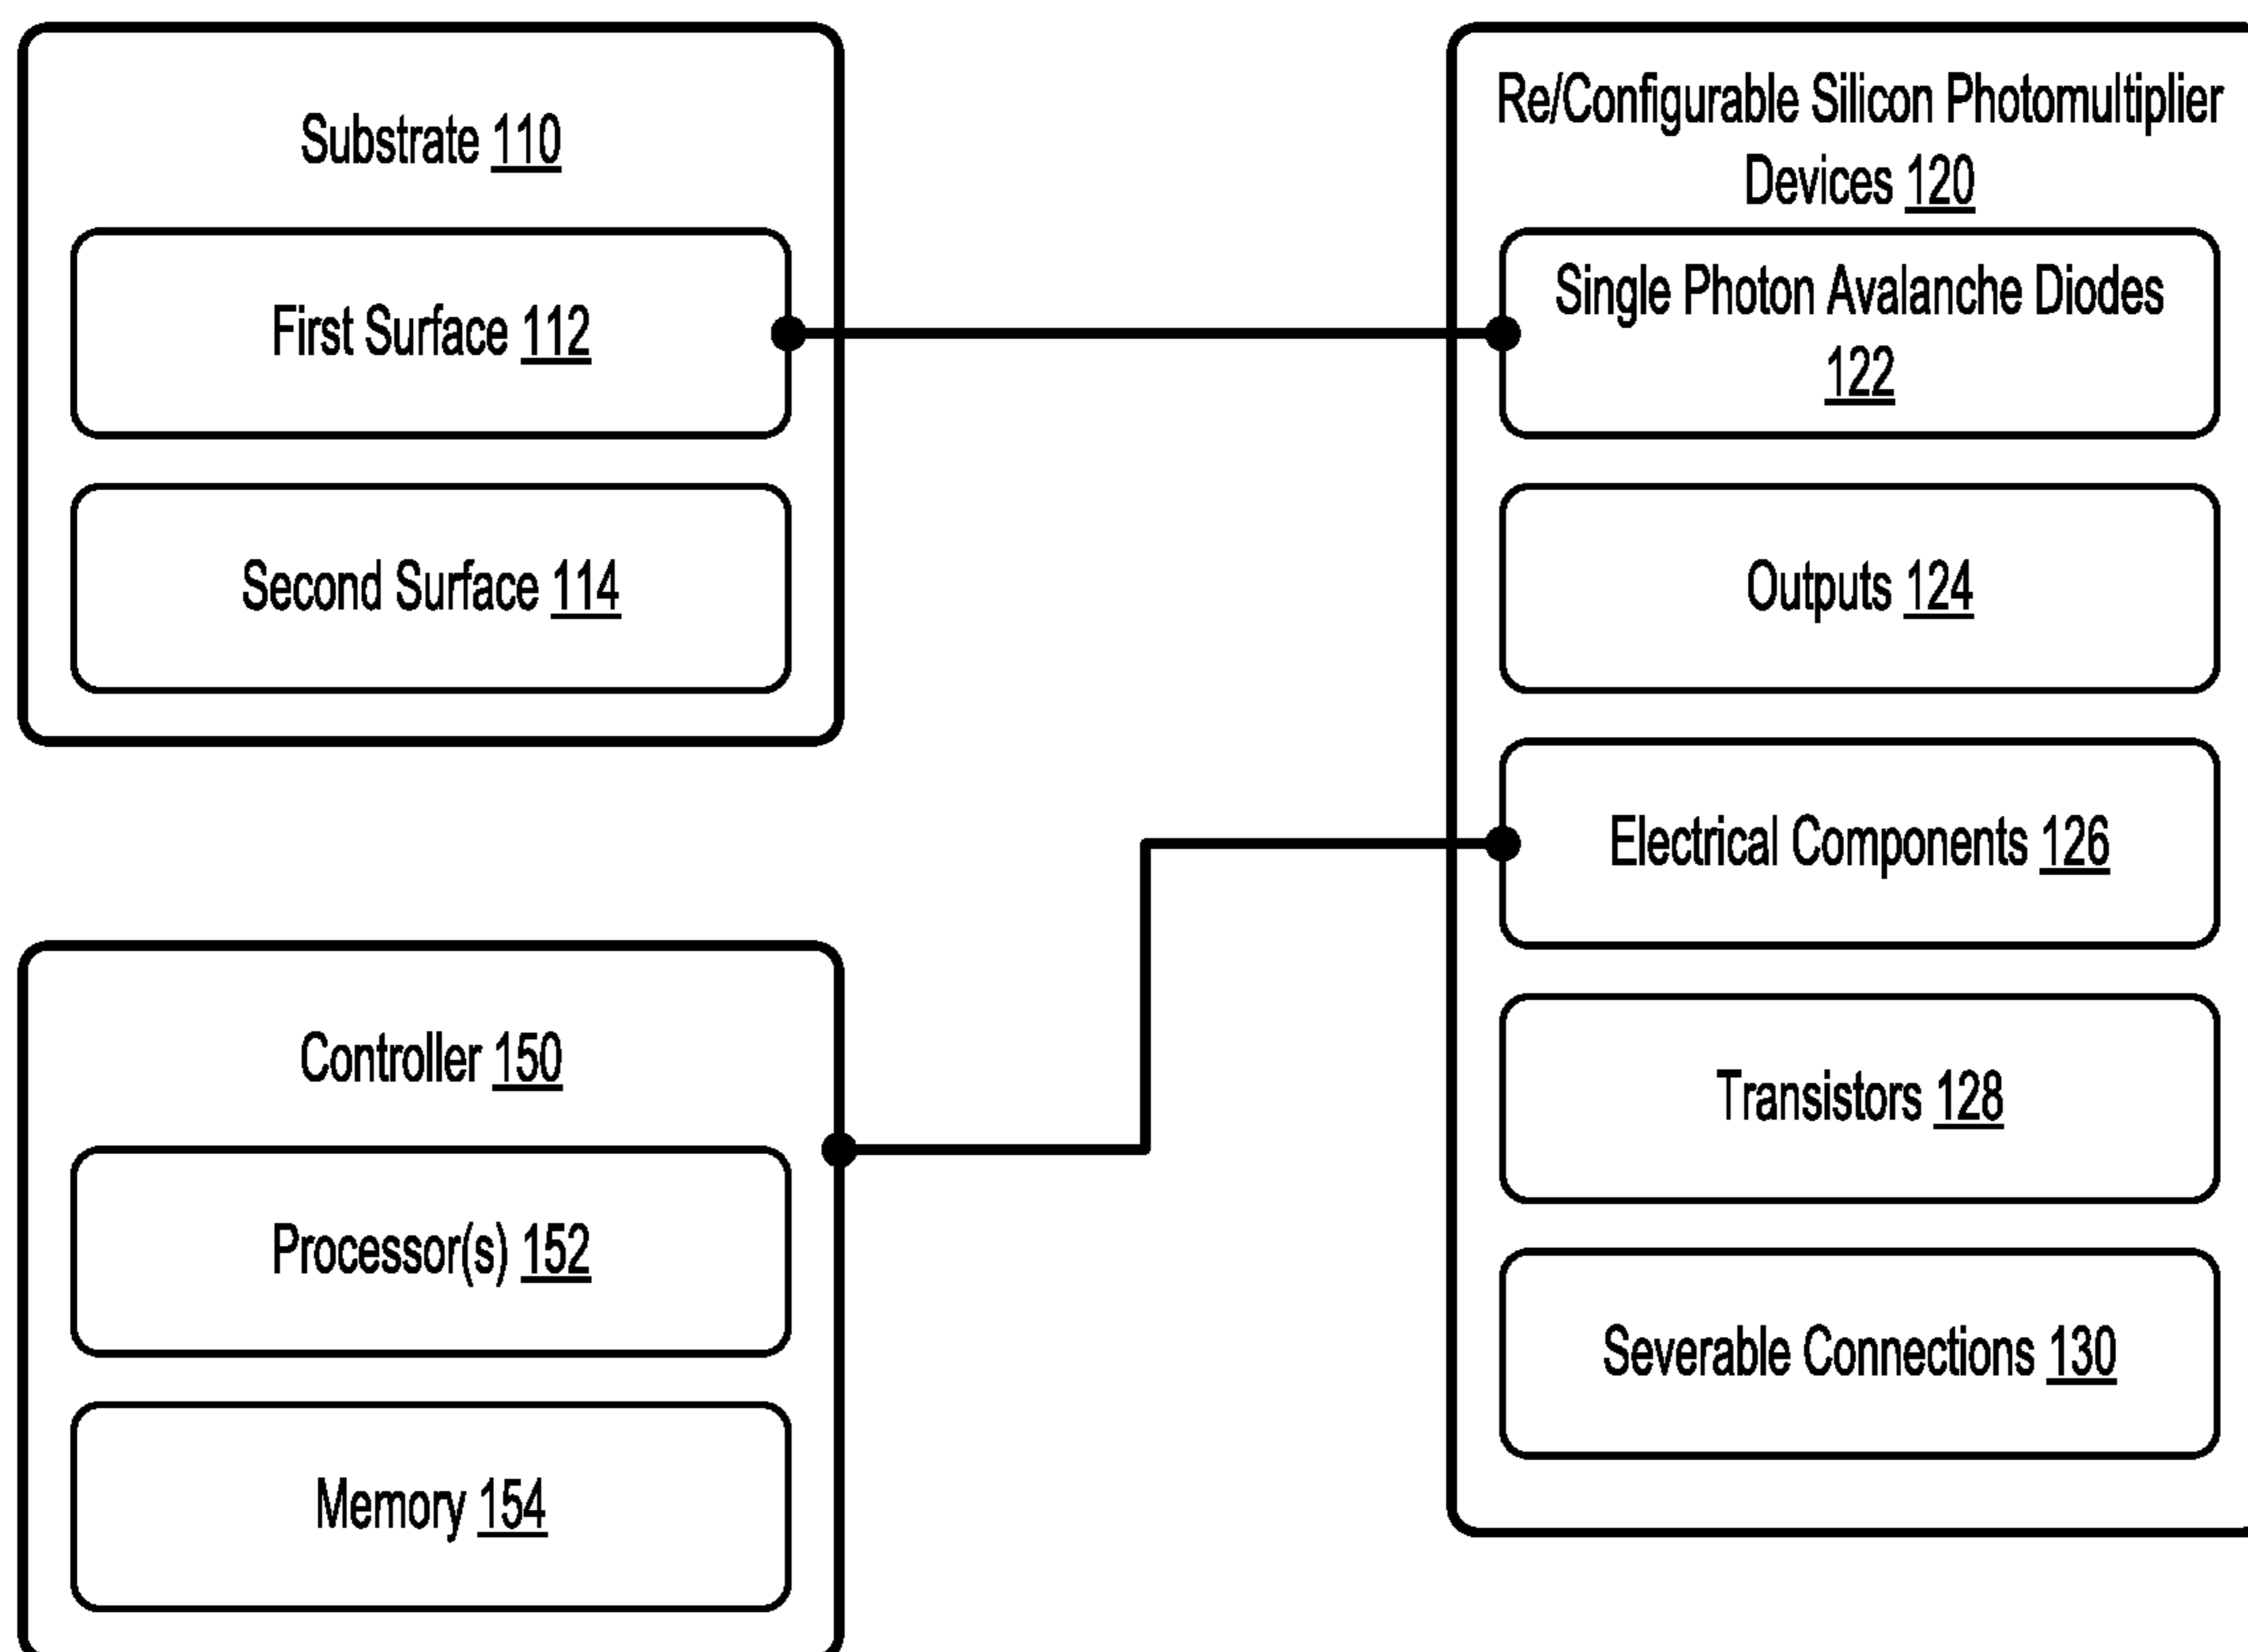 Substrate 110
First Surface 112
Second Surface 114
Controller 150
Processor(s) 152
Memory 154
Re/Configurable Silicon Photomultiplier
Devices 120
Single Photon Avalanche Diodes
122
Outputs 124
Electrical Components 126
Transistors 128
Severable Connections 130